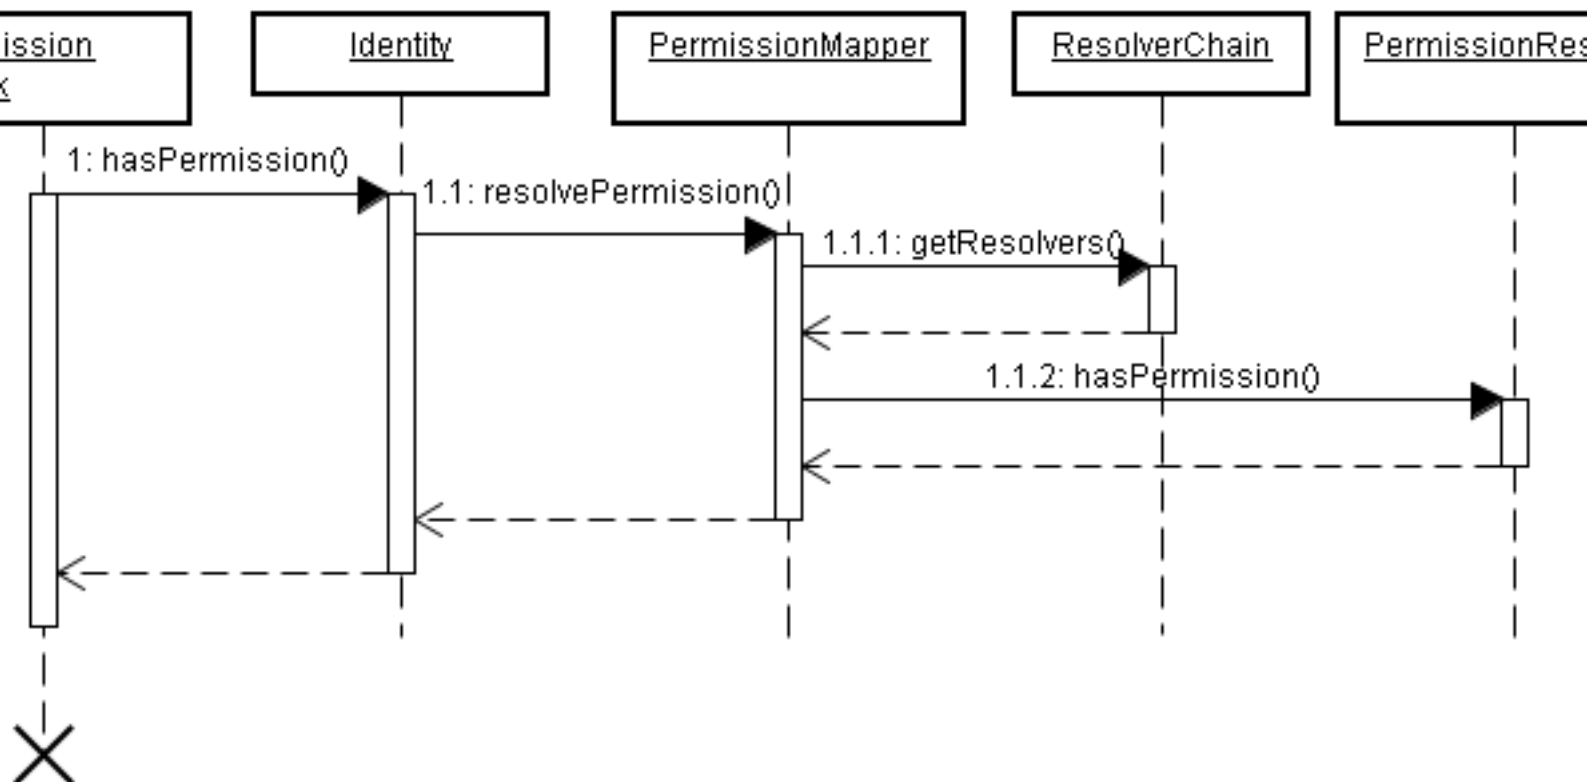 ission
Identity
PermissionMapper
ResolverChain
PermissionRes
x
1: hasPermission()
1.1: resolvePermission()
1.1.1: getResolvers()
1.1.2: hasPermission()